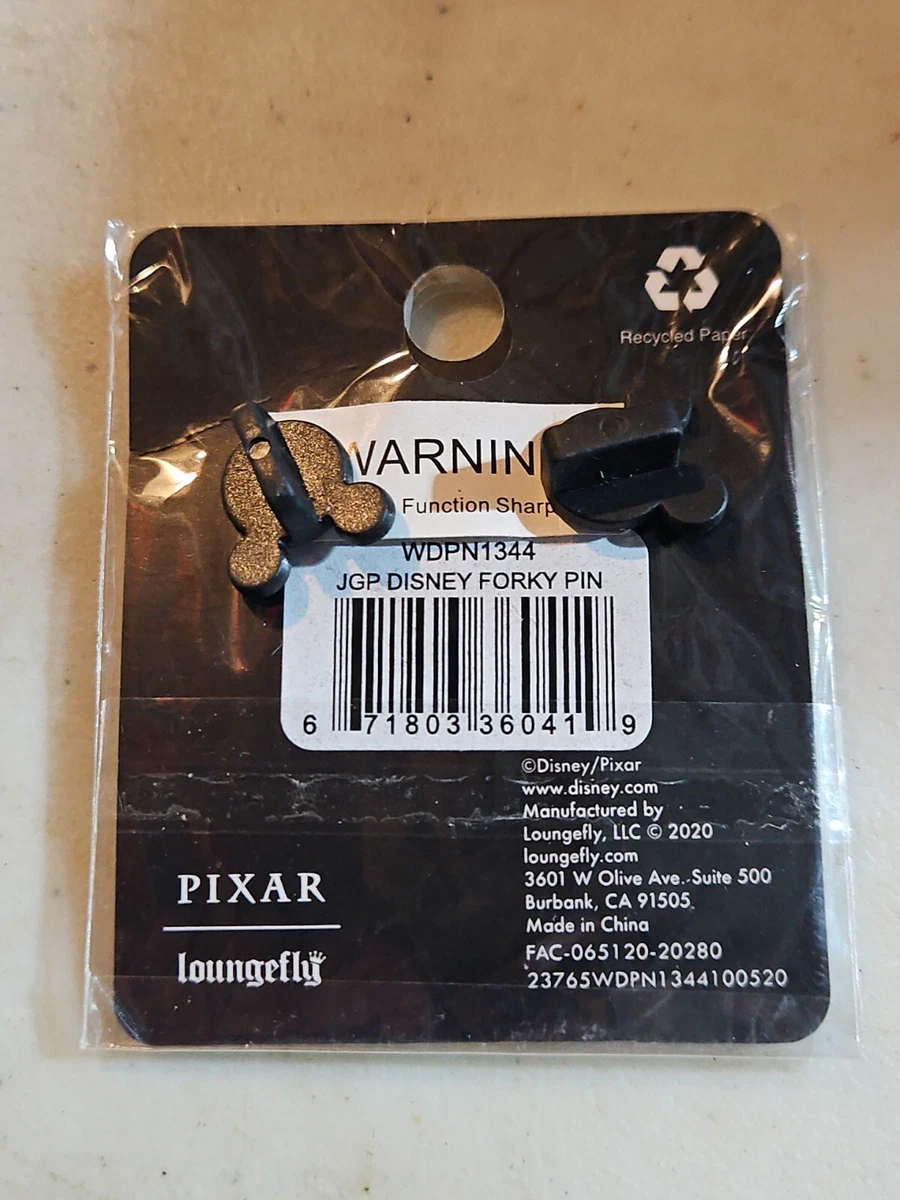 Recycled Paper
WARNIN
Function Sharp
WDPN1344
JGP DISNEY FORKY PIN
6 71803 36041 9
©Disney/Pixar
www.disney.com
Manufactured by
Loungefly, LLC © 2020
loungefly.com
3601 W Olive Ave. Suite 500
Burbank, CA 91505
Made in China
FAC-065120-20280
23765WDPN1344100520
PIXAR
loungefly